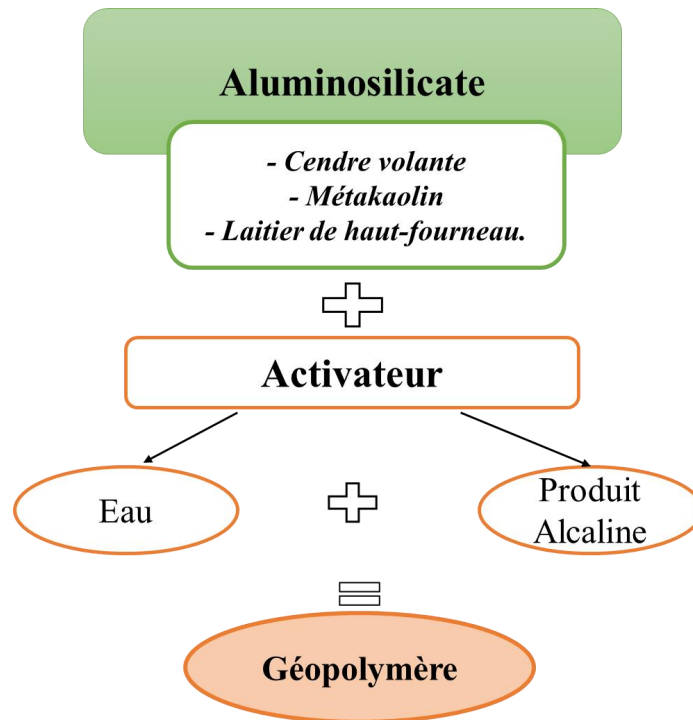 Aluminosilicate
- Cendre volante
- Métakaolin
- Laitier de haut-fourneau.
Activateur
Eau
Produit
Alcaline
Géopolymère